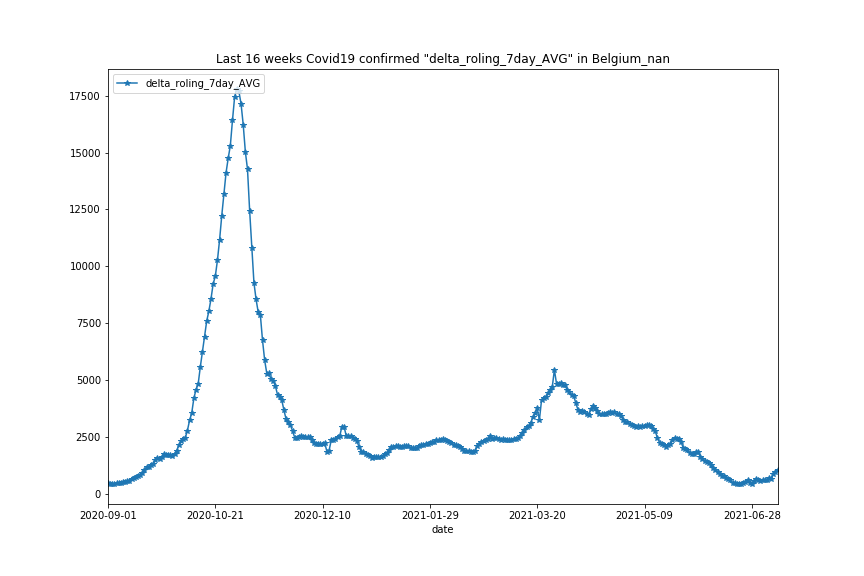 Last 16 weeks Covid19 confirmed "delta_roling_7day_AVG" in Belgium_nan
delta_roling_7day_AVG
17500
15000
12500
10000
7500
5000
2500
0
2020-09-01 2020-10-21 2020-12-10 2021-01-29 2021-03-20 2021-05-09 2021-06-28
date